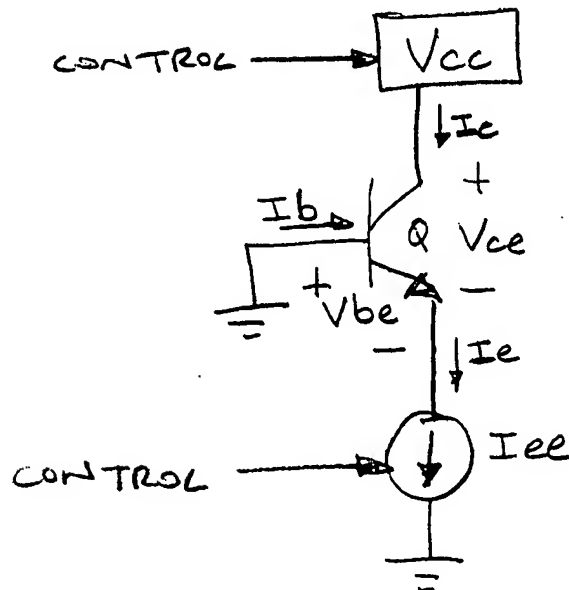 CONTROL
Vcc
Ic
+
Ib
Q
Vce
+
Vbe
−
−
Ie
Iee
CONTROL